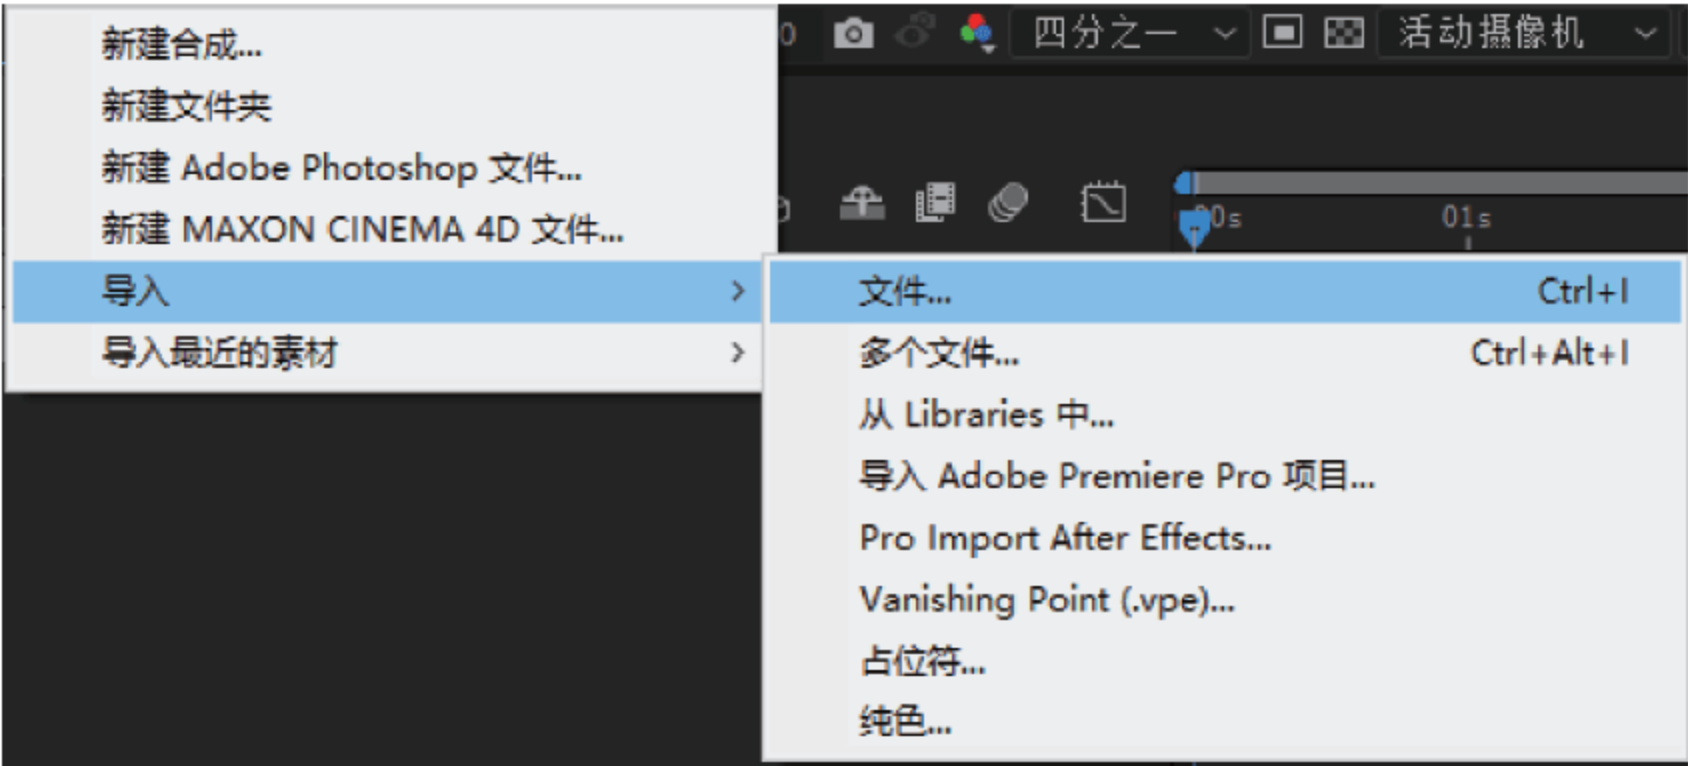 四分之一
活动摄像机
新建合成...
新建文件夹
新建 Adobe Photoshop 文件...
新建 MAXON CINEMA 4D 文件...
导入
导入最近的素材
01s
文件... Ctrl+I
多个文件... Ctrl+Alt+I
从 Libraries 中...
导入 Adobe Premiere Pro 项目...
Pro Import After Effects...
Vanishing Point (.vpe)...
占位符...
纯色...